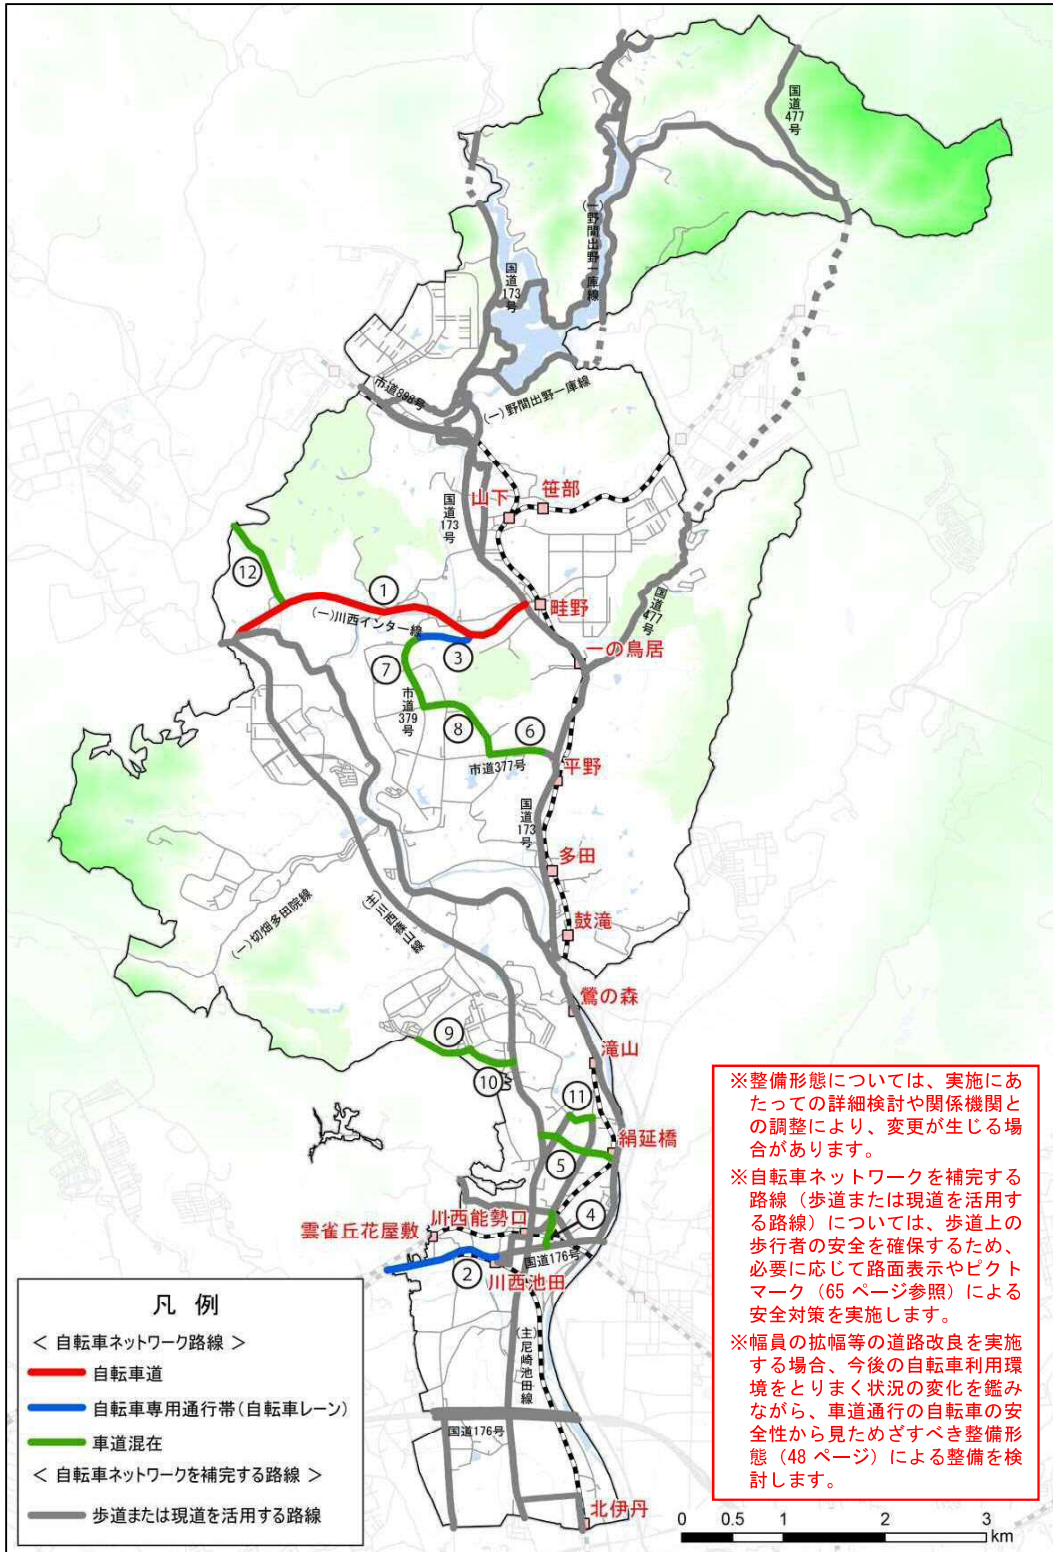 国道477号
(一)野間出野一庫線
国道173号
市道898号
(一)野間出野一庫線
国道173号
山下
笹部
⑫
①
(一)川西インター線
畦野
国道477号
③
一の鳥居
⑦
市道379号
⑧
⑥
市道377号
平野
国道173号
多田
(一)切畑多田院線
(主)川西篠山線
鼓滝
鶯の森
⑨
滝山
⑩
⑪
絹延橋
⑤
④
川西能勢口
雲雀丘花屋敷
国道176号
②
川西池田
(主)尼崎池田線
国道176号
北伊丹
※整備形態については、実施にあ
たっての詳細検討や関係機関と
の調整により、変更が生じる場
合があります。
※自転車ネットワークを補完する
路線(歩道または現道を活用す
る路線)については、歩道上の
歩行者の安全を確保するため、
必要に応じて路面表示やピクト
マーク(65 ページ参照)による
安全対策を実施します。
※幅員の拡幅等の道路改良を実施
する場合、今後の自転車利用環
境をとりまく状況の変化を鑑み
ながら、車道通行の自転車の安
全性から見ためざすべき整備形
態(48 ページ)による整備を検
討します。
凡 例
< 自転車ネットワーク路線 >
自転車道
自転車専用通行帯(自転車レーン)
車道混在
< 自転車ネットワークを補完する路線 >
歩道または現道を活用する路線
0 0.5 1 2 3
km